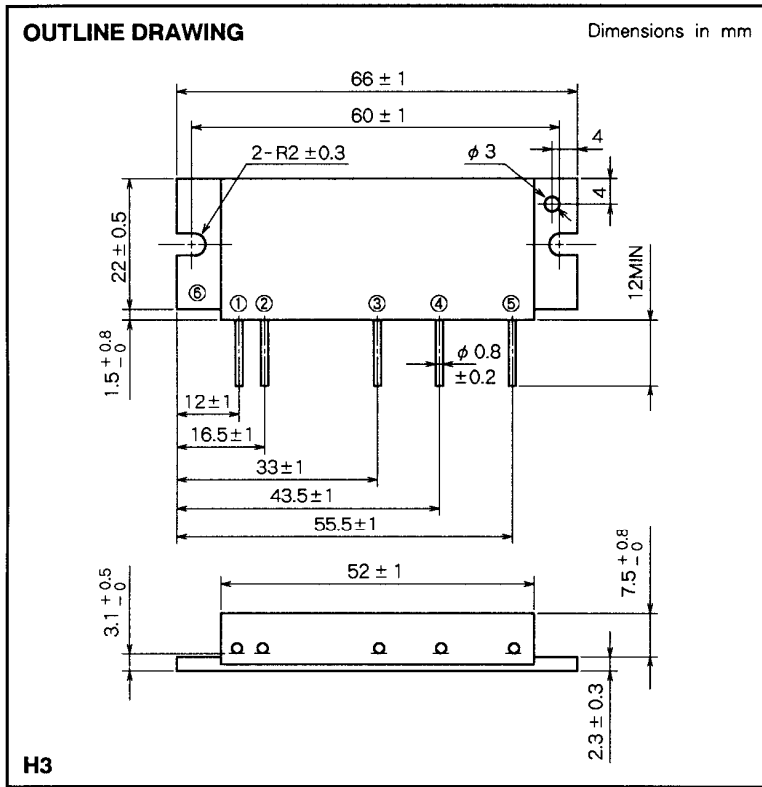 OUTLINE DRAWING
Dimensions in mm
66 ± 1
60 ± 1
4
2-R2 ±0.3
φ 3
4
22 ± 0.5
12MIN
⑥
① ② ③ ④ ⑤
1.5 +0.8 -0
φ 0.8
±0.2
12±1
16.5±1
33±1
43.5±1
55.5±1
52 ± 1
3.1 +0.5 -0
7.5 +0.8 -0
2.3 ± 0.3
H3